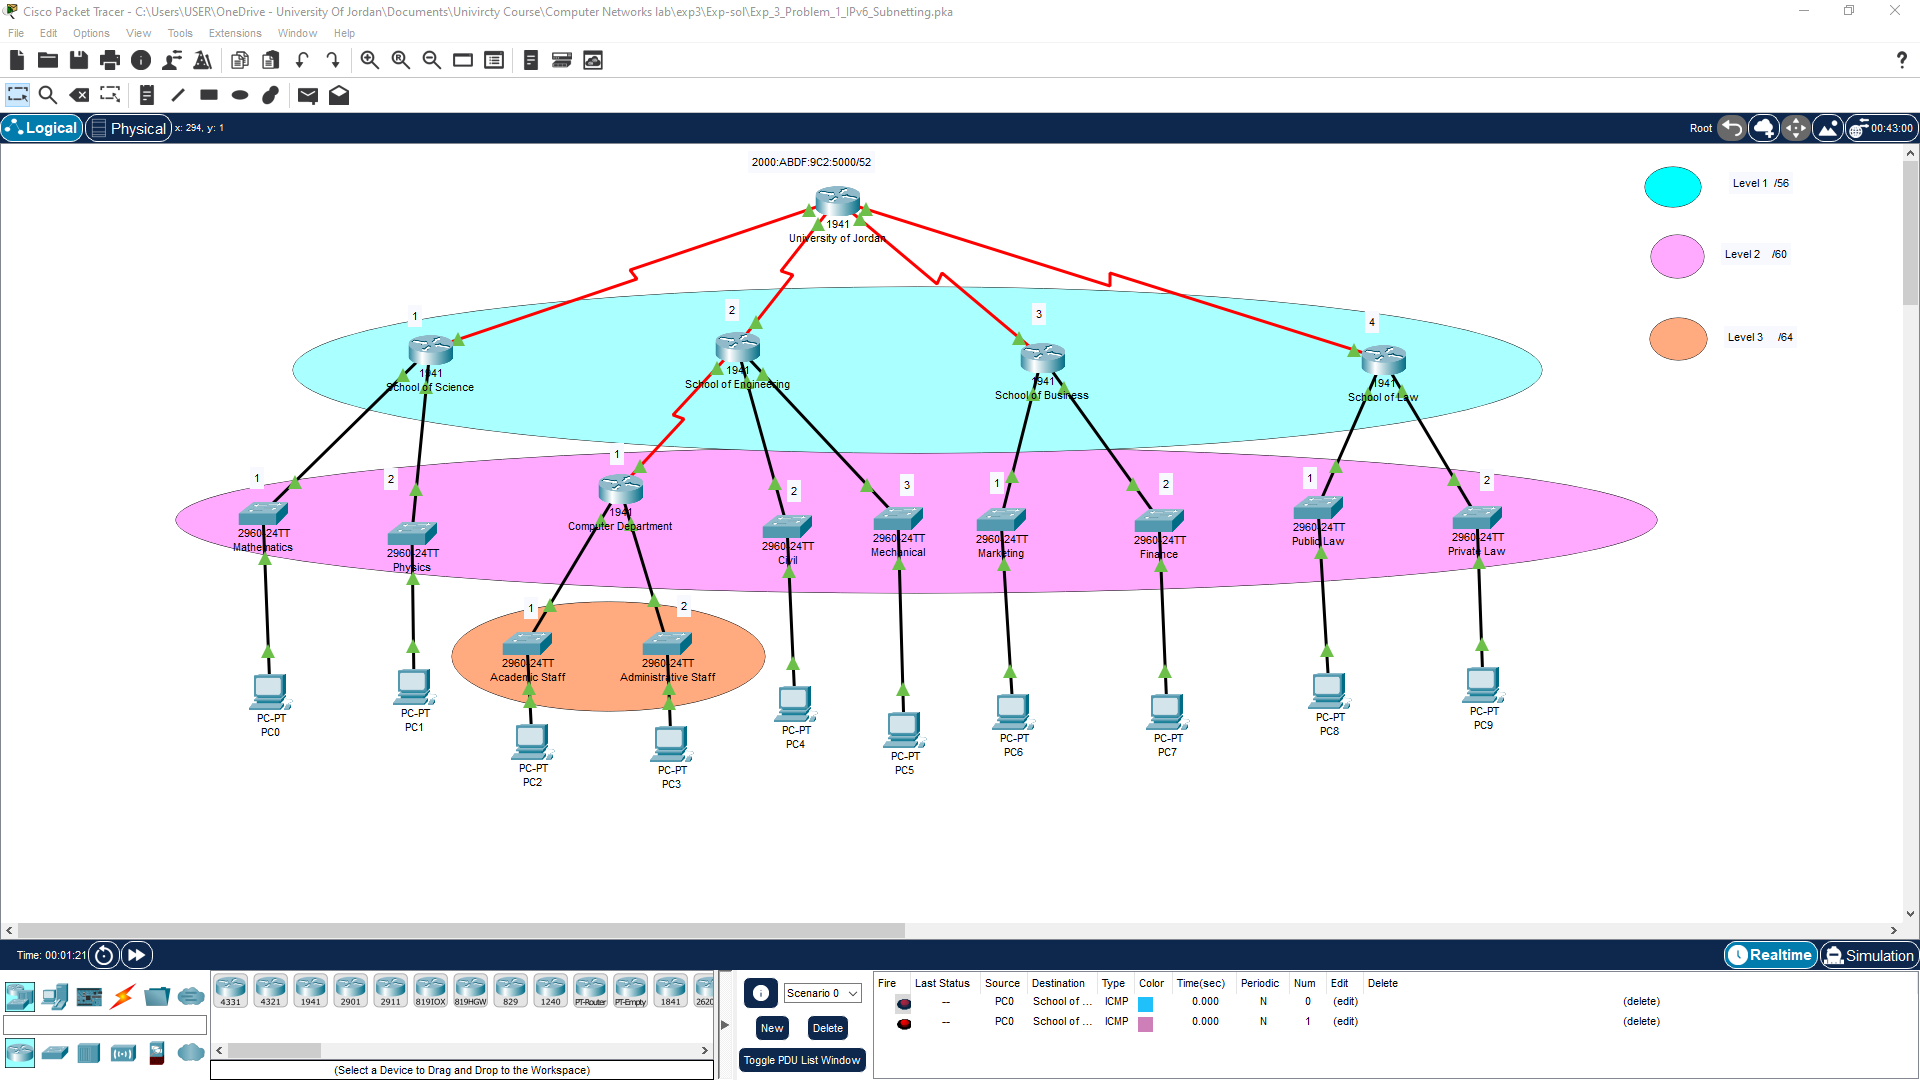 Cisco Packet Tracer - C:\Users\USER\OneDrive - University Of Jordan\Documents\Univircty Course\Computer Networks lab\exp3\Exp-sol\Exp_3_Problem_1_IPv6_Subnetting.pka
File Edit Options View Tools Extensions Window Help
Logical Physical x: 294, y: 1 Root 00:43:00
2000:ABDF:9C2:5000/52
Level 1 /56
1941
University of Jordan
Level 2 /60
1 2 3 4
Level 3 /64
1941
School of Science
1941
School of Engineering
1941
School of Business
1941
School of Law
1 2 1 2 3 1 2 1 2
2960-24TT
Mathematics
2960-24TT
Physics
1941
Computer Department
2960-24TT
Civil
2960-24TT
Mechanical
2960-24TT
Marketing
2960-24TT
Finance
2960-24TT
Public Law
2960-24TT
Private Law
1 2
2960-24TT
Academic Staff
2960-24TT
Administrative Staff
PC-PT
PC0
PC-PT
PC1
PC-PT
PC2
PC-PT
PC3
PC-PT
PC4
PC-PT
PC5
PC-PT
PC6
PC-PT
PC7
PC-PT
PC8
PC-PT
PC9
Time: 00:01:21 Realtime Simulation
4331 4321 1941 2901 2911 819IOX 819HGW 829 1240 PT-Router PT-Empty 1841 2620
(Select a Device to Drag and Drop to the Workspace)
Scenario 0
New Delete
Toggle PDU List Window
Fire Last Status Source Destination Type Color Time(sec) Periodic Num Edit Delete
-- PC0 School of ... ICMP 0.000 N 0 (edit) (delete)
-- PC0 School of ... ICMP 0.000 N 1 (edit) (delete)